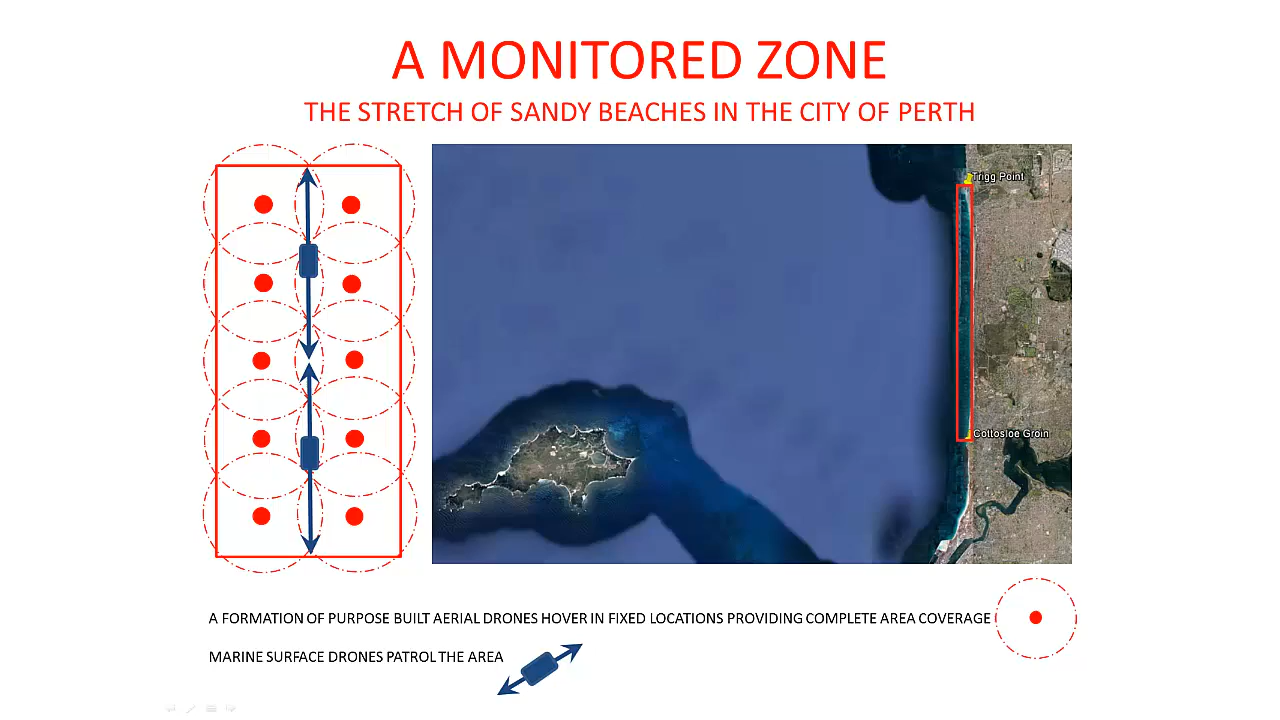 A MONITORED ZONE
THE STRETCH OF SANDY BEACHES IN THE CITY OF PERTH
Trigg Point
Cottosloe Groin
A FORMATION OF PURPOSE BUILT AERIAL DRONES HOVER IN FIXED LOCATIONS PROVIDING COMPLETE AREA COVERAGE
MARINE SURFACE DRONES PATROL THE AREA